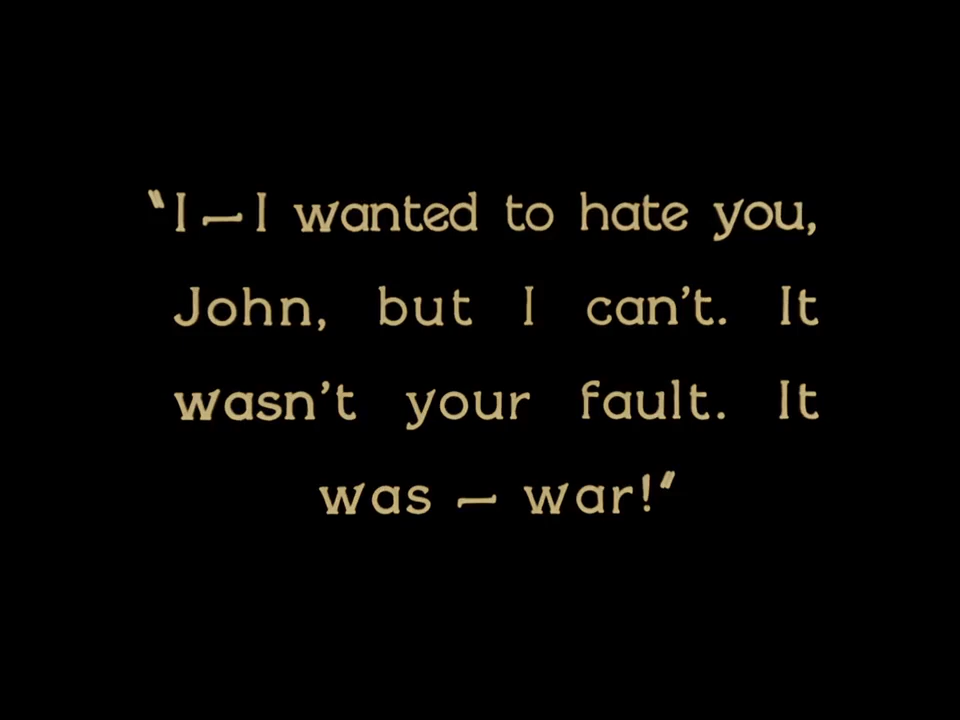 "I—I wanted to hate you,
John, but I can't. It
wasn't your fault. It
was — war!"